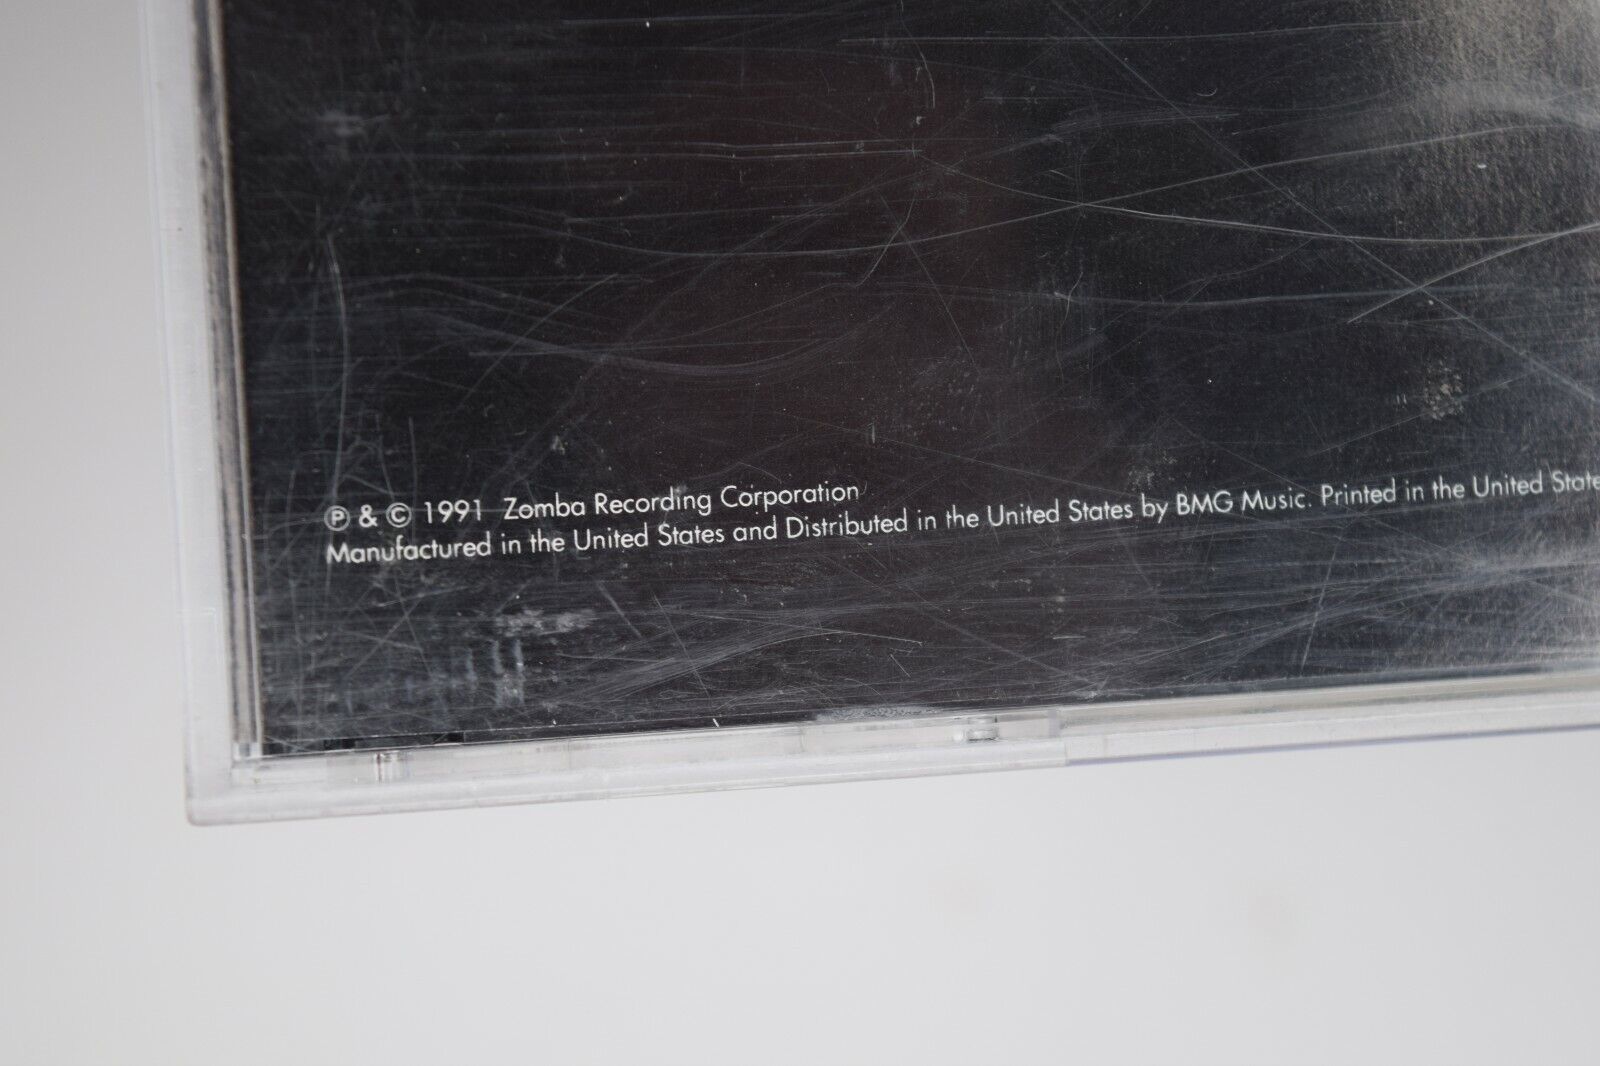 ℗ & © 1991 Zomba Recording Corporation
Manufactured in the United States and Distributed in the United States by BMG Music. Printed in the United State